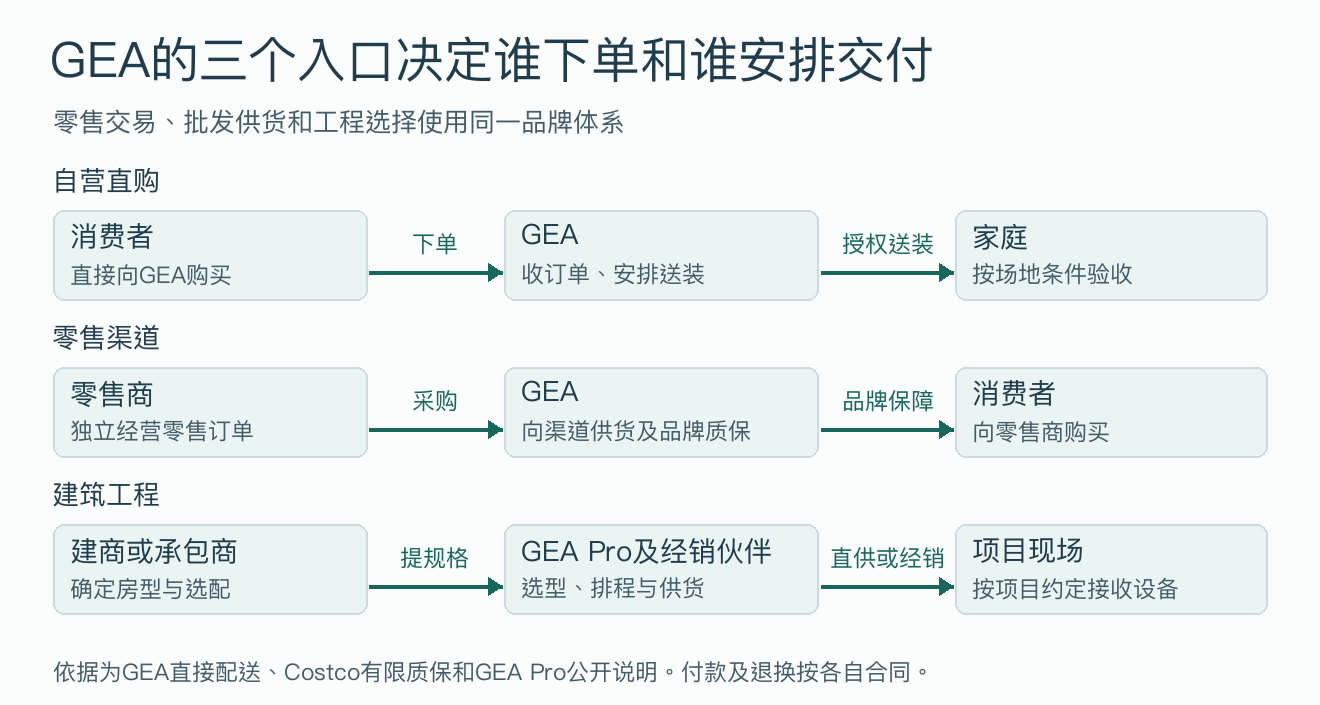 GEA的三个入口决定谁下单和谁安排交付
零售交易、批发供货和工程选择使用同一品牌体系
自营直购
消费者
直接向GEA购买
下单
GEA
收订单、安排送装
授权送装
家庭
按场地条件验收
零售渠道
零售商
独立经营零售订单
采购
GEA
向渠道供货及品牌质保
品牌保障
消费者
向零售商购买
建筑工程
建商或承包商
确定房型与选配
提规格
GEA Pro及经销伙伴
选型、排程与供货
直供或经销
项目现场
按项目约定接收设备
依据为GEA直接配送、Costco有限质保和GEA Pro公开说明。付款及退换按各自合同。